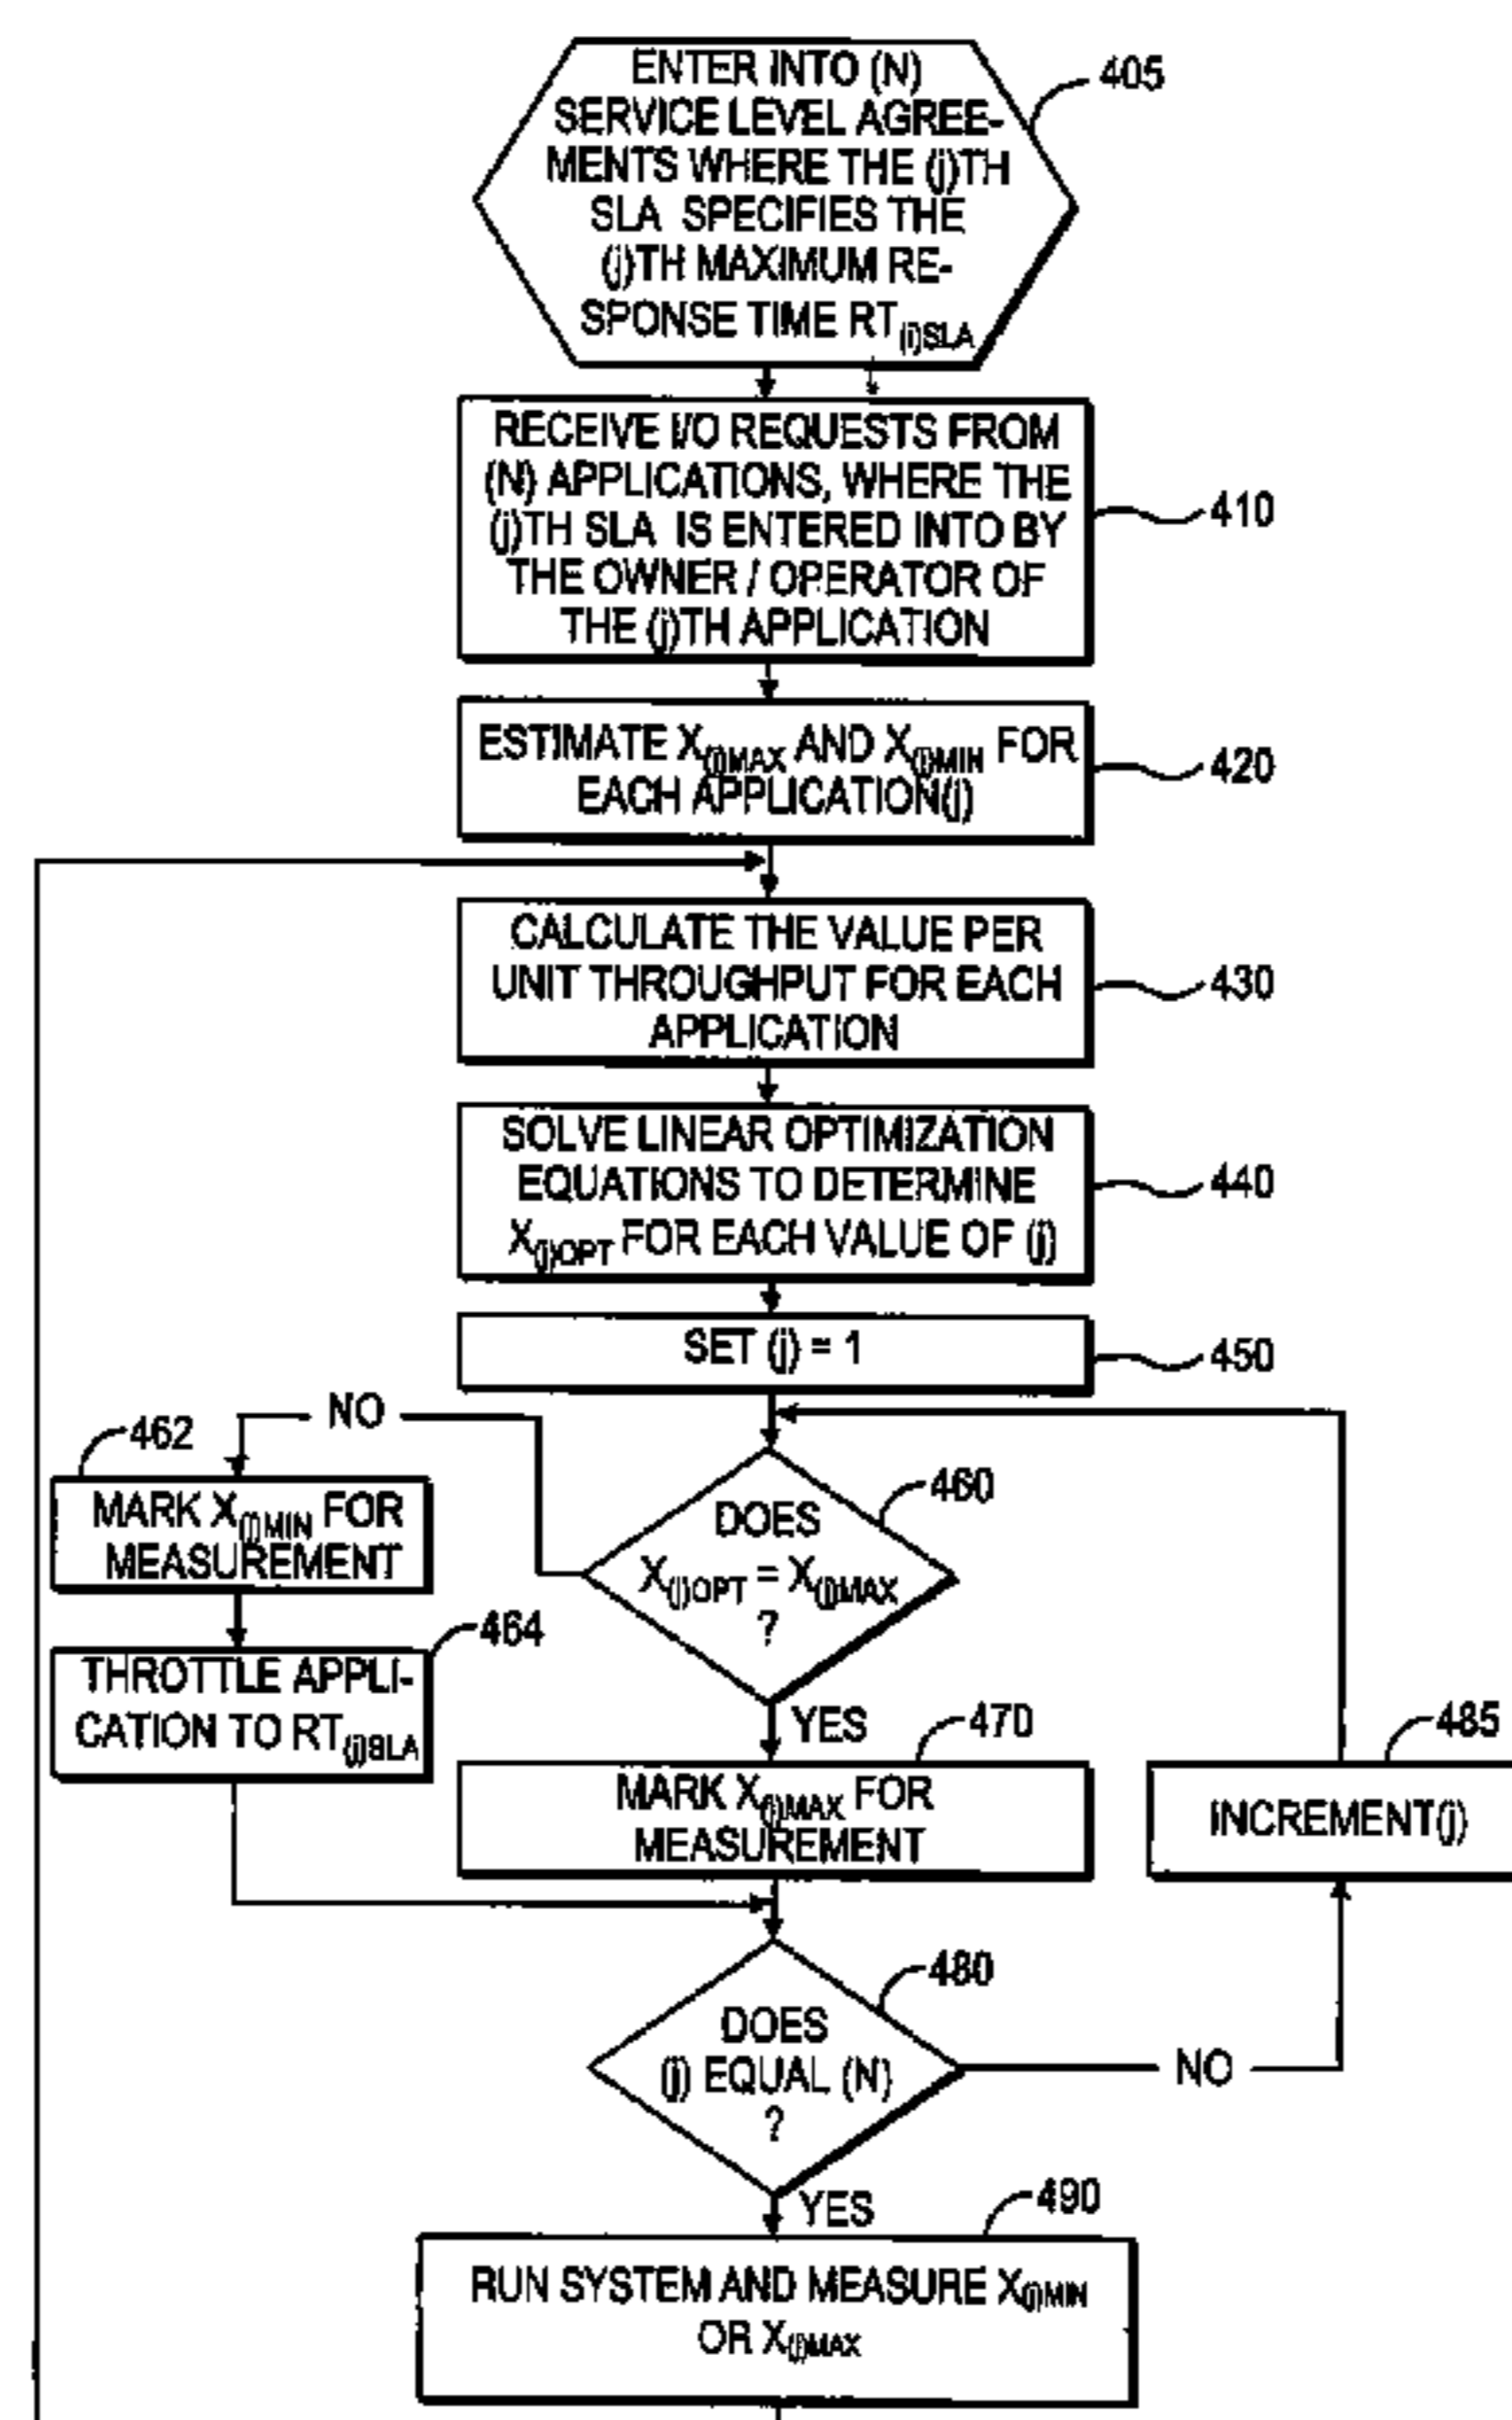 ENTER INTO (N)
SERVICE LEVEL AGREE-
MENTS WHERE THE (j)TH
SLA SPECIFIES THE
(j)TH MAXIMUM RE-
SPONSE TIME RT(j)SLA
405
RECEIVE I/O REQUESTS FROM
(N) APPLICATIONS, WHERE THE
(j)TH SLA IS ENTERED INTO BY
THE OWNER / OPERATOR OF
THE (j)TH APPLICATION
410
ESTIMATE X(j)MAX AND X(j)MIN FOR
EACH APPLICATION(j)
420
CALCULATE THE VALUE PER
UNIT THROUGHPUT FOR EACH
APPLICATION
430
SOLVE LINEAR OPTIMIZATION
EQUATIONS TO DETERMINE
X(j)OPT FOR EACH VALUE OF (j)
440
SET (j) = 1
450
NO
462
MARK X(j)MIN FOR
MEASUREMENT
460
DOES
X(j)OPT = X(j)MAX
?
464
THROTTLE APPLI-
CATION TO RT(j)SLA
YES
470
MARK X(j)MAX FOR
MEASUREMENT
485
INCREMENT(j)
480
DOES
(j) EQUAL (N)
?
NO
YES
490
RUN SYSTEM AND MEASURE X(j)MIN
OR X(j)MAX